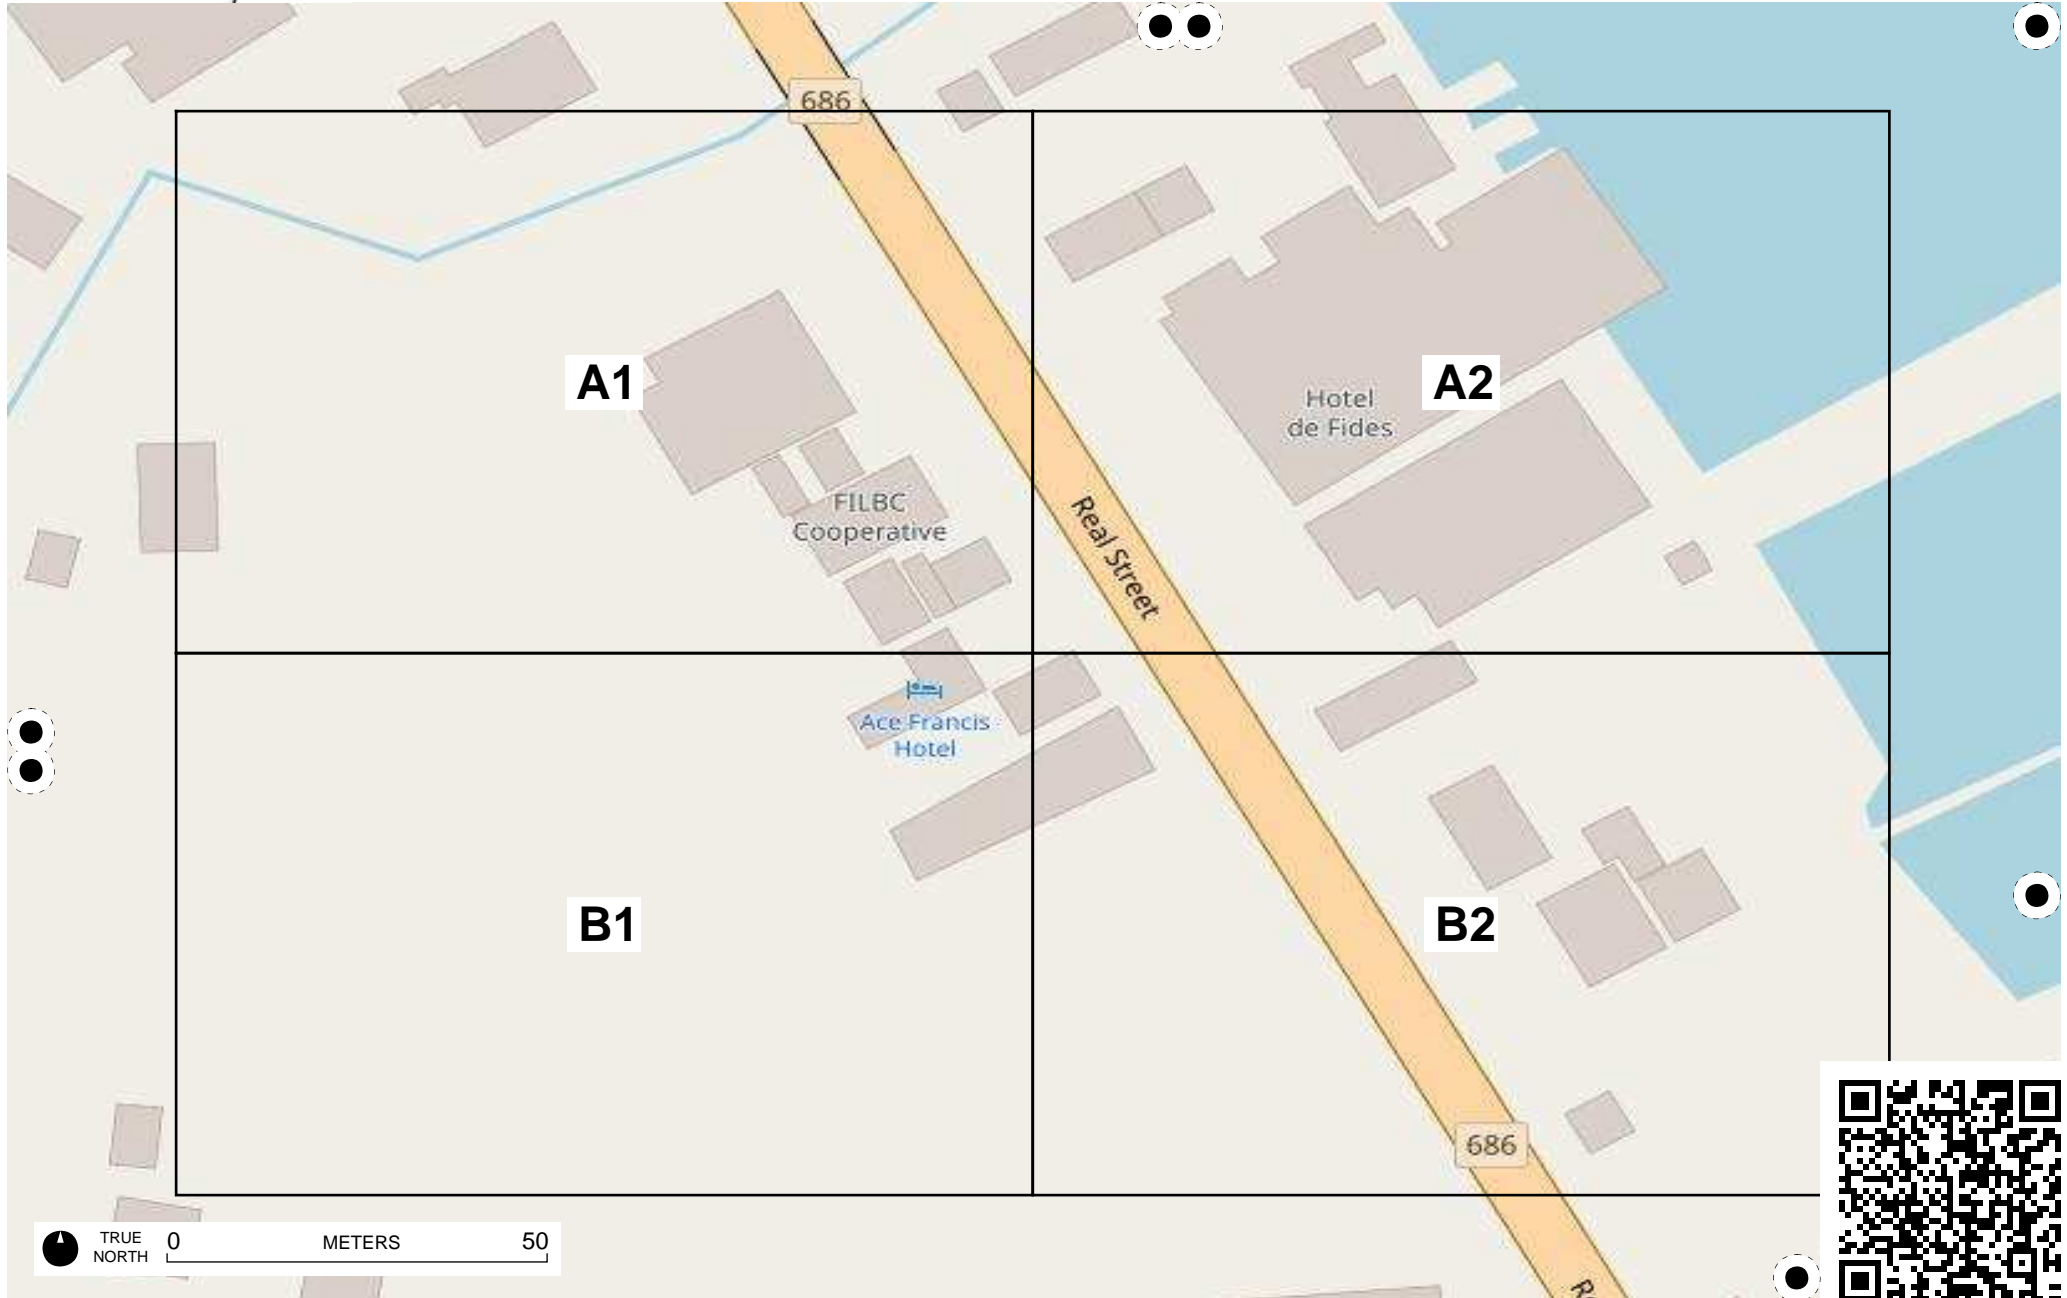 686
A1
A2
Hotel
de Fides
FILBC
Cooperative
Real Street
Ace Francis
Hotel
B1
B2
686
TRUE
NORTH
0
METERS
50